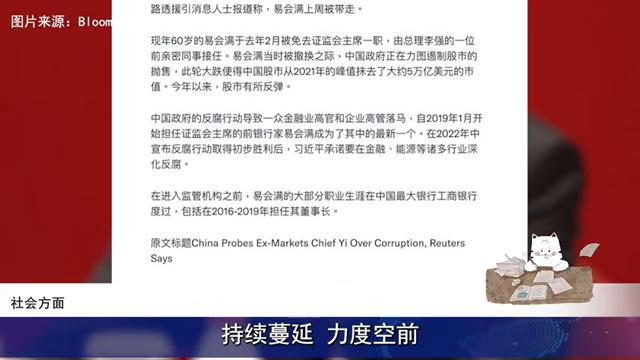 图片来源：Bloom
路透援引消息人士报道称，易会满上周被带走。
现年60岁的易会满于去年2月被免去证监会主席一职，由总理李强的一位
前亲密同事接任。易会满当时被撤换之际，中国政府正在力图遏制股市的
抛售，此轮大跌使得中国股市从2021年的峰值抹去了大约5万亿美元的市
值。今年以来，股市有所反弹。
中国政府的反腐行动导致一众金融业高官和企业高管落马，自2019年1月开
始担任证监会主席的前银行家易会满成为了其中的最新一个。在2022年中
宣布反腐行动取得初步胜利后，习近平承诺要在金融、能源等诸多行业深
化反腐。
在进入监管机构之前，易会满的大部分职业生涯在中国最大银行工商银行
度过，包括在2016-2019年担任其董事长。
原文标题China Probes Ex-Markets Chief Yi Over Corruption, Reuters
Says
社会方面
持续蔓延 力度空前